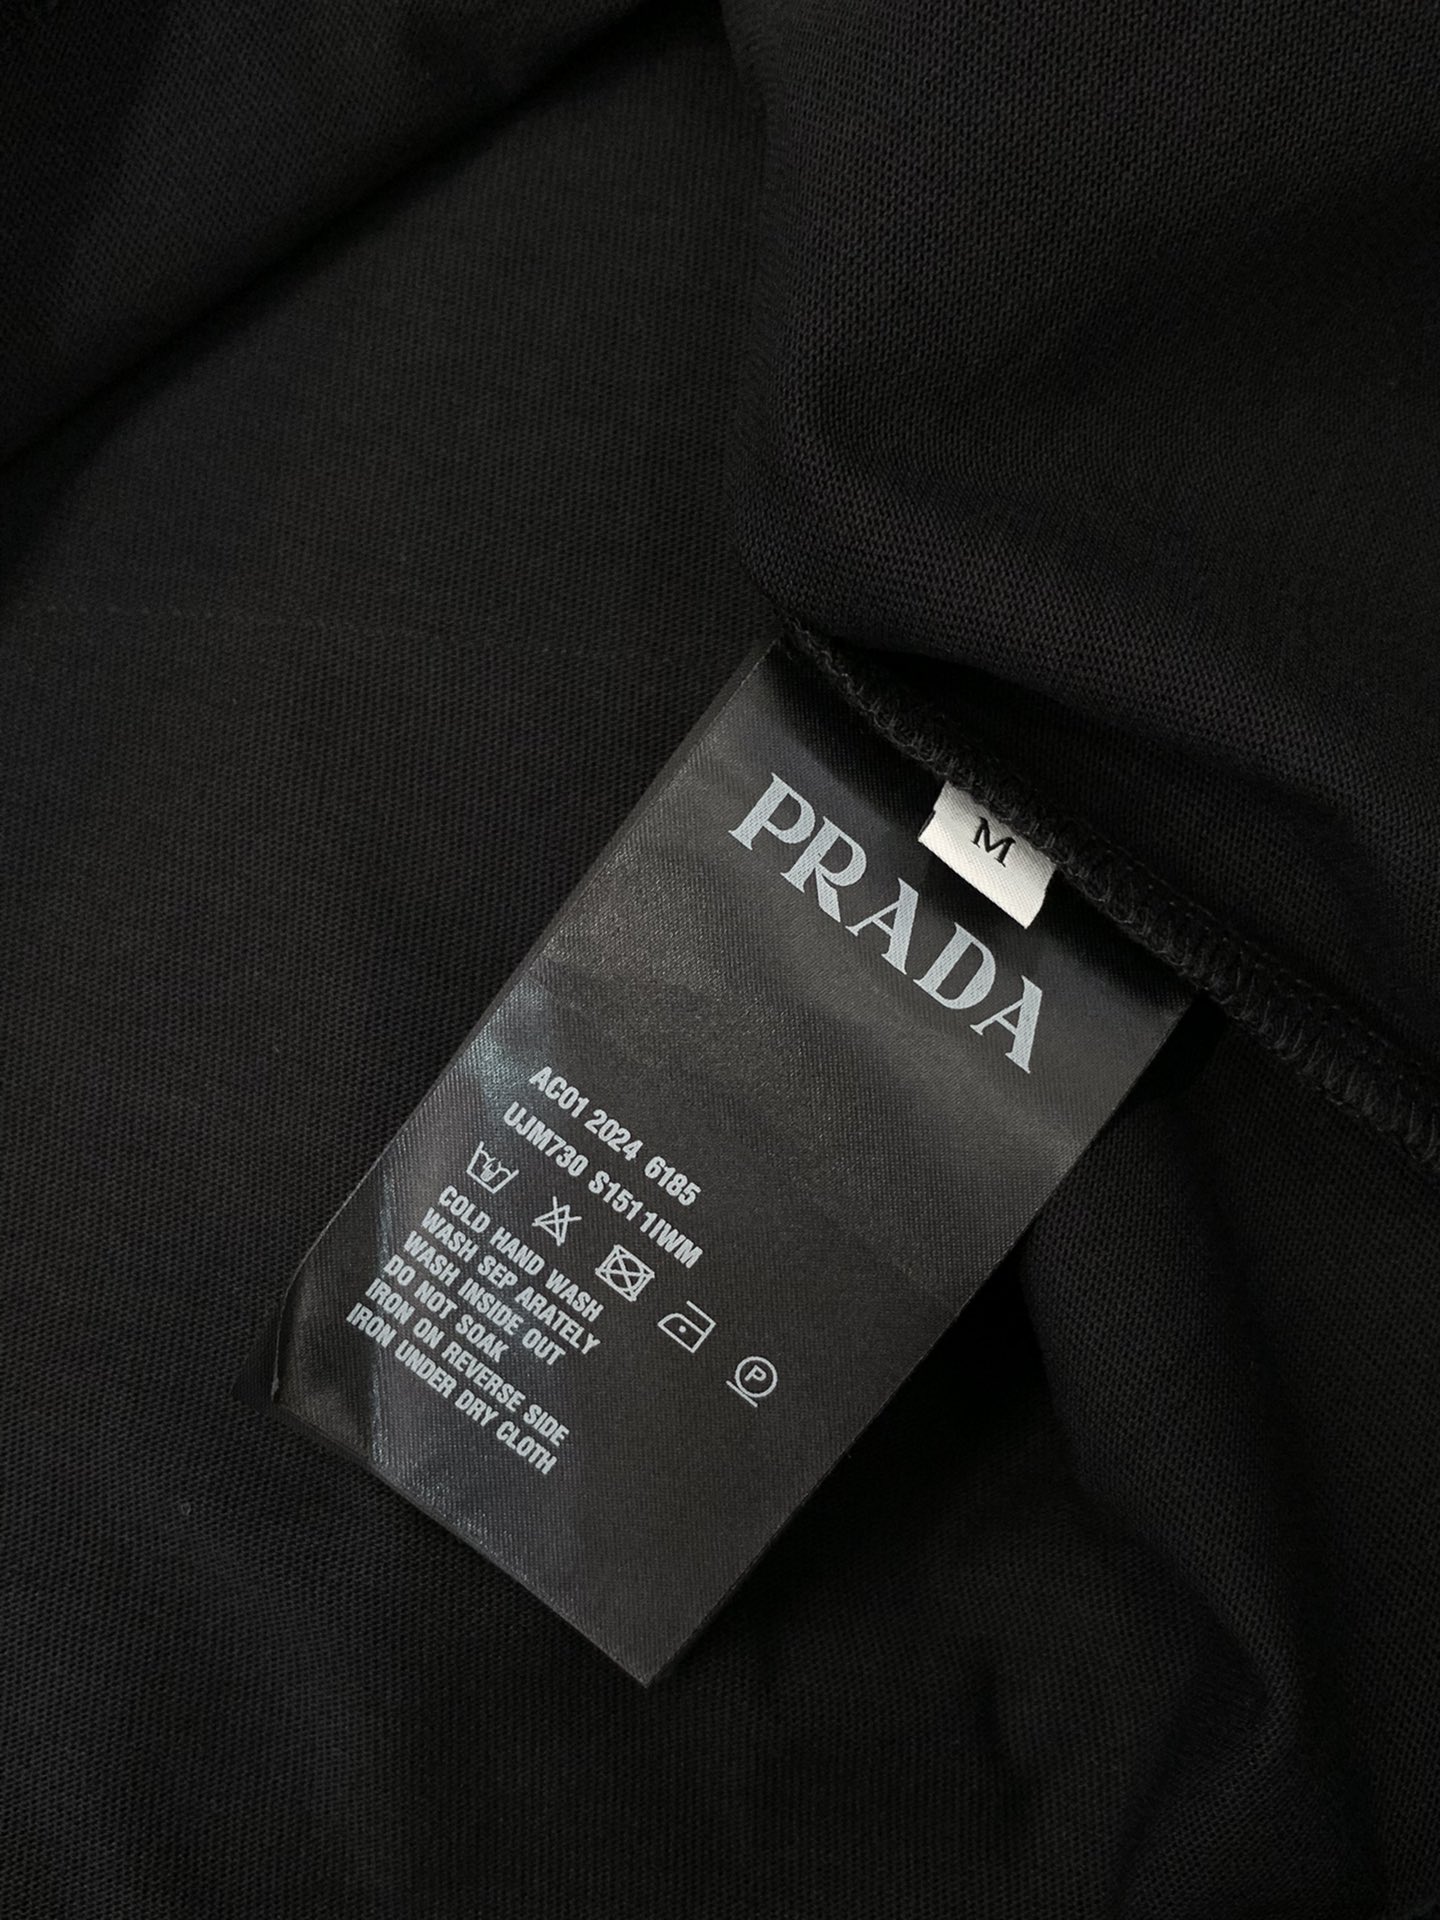 M
PRADA
AC01 2024 6185
UJM730 S151 1IWM
P
COLD HAND WASH
WASH SEP ARATELY
WASH INSIDE OUT
DO NOT SOAK
IRON ON REVERSE SIDE
IRON UNDER DRY CLOTH